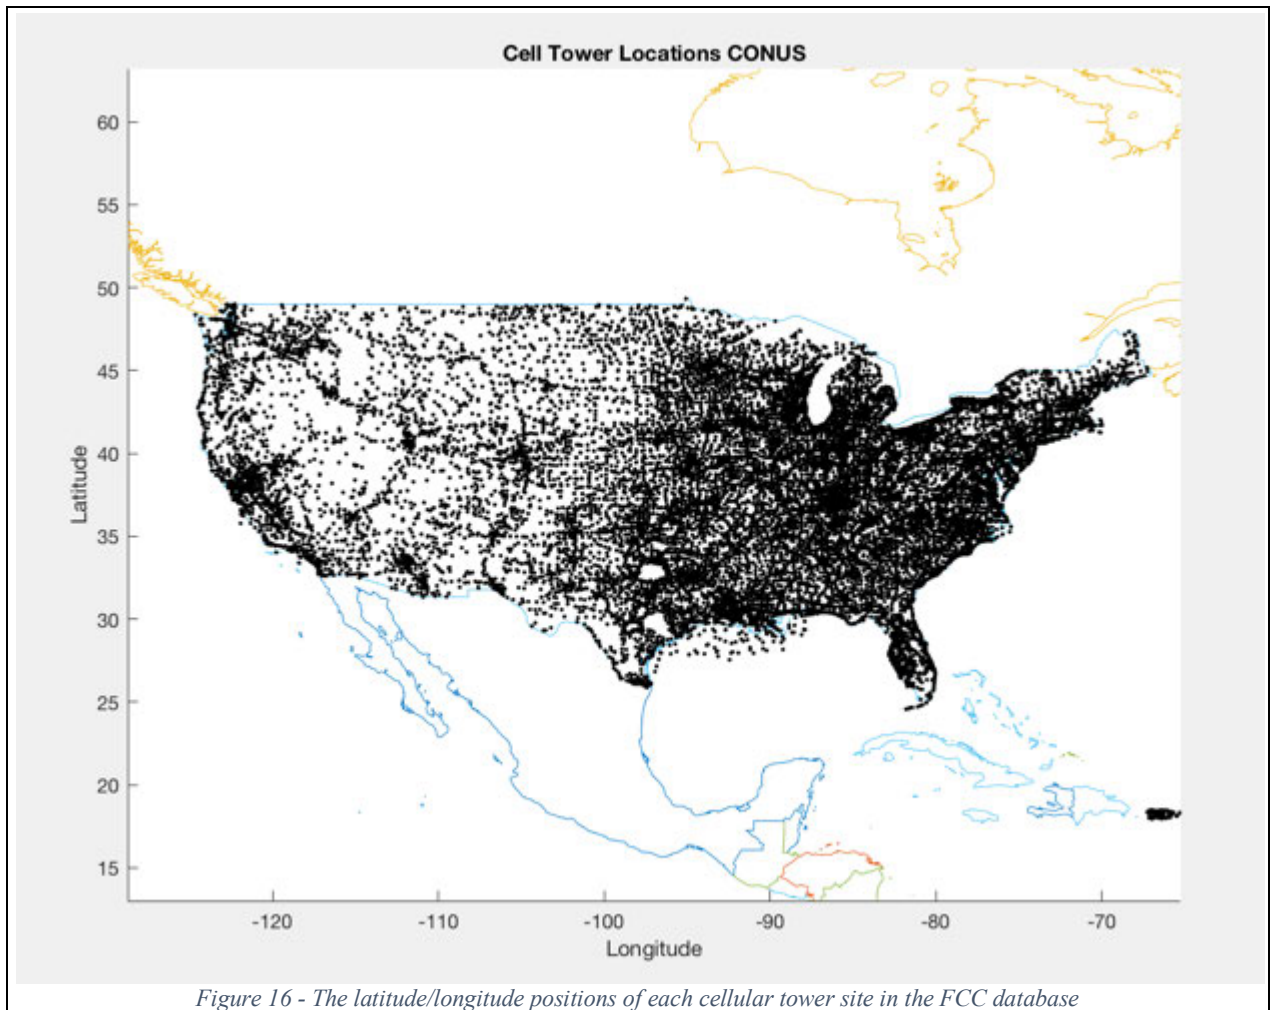 Cell Tower Locations CONUS
60
55
50
45
40
35
30
25
20
15
Latitude
-120 -110 -100 -90 -80 -70
Longitude
Figure 16 - The latitude/longitude positions of each cellular tower site in the FCC database